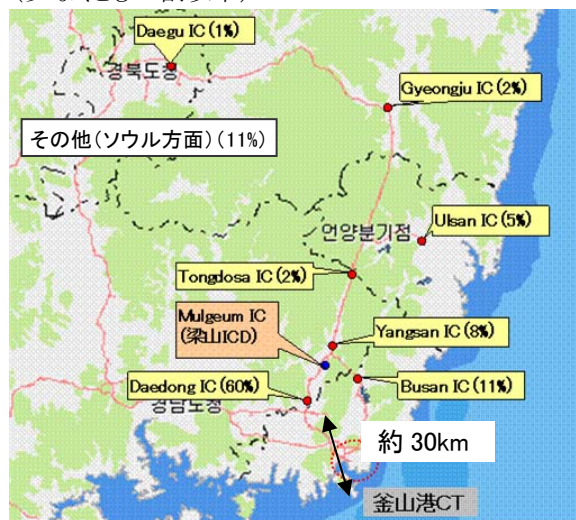 Daegu IC (1%)
경북도청
Gyeongju IC (2%)
その他(ソウル方面)(11%)
Ulsan IC (5%)
언양분기점
Tongdosa IC (2%)
Mulgeum IC
(梁山ICD)
Yangsan IC (8%)
Daedong IC (60%)
Busan IC (11%)
경남도청
約 30km
釜山港CT